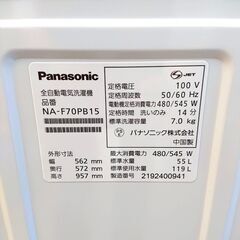 Panasonic
全自動電気洗濯機
品番
NA-F70PB15
JET
定格電圧 100 V
定格周波数 50/60 Hz
電動機定格消費電力 480/545 W
定格時間 洗いのみ 14 分
標準洗濯容量 7.0 kg
パナソニック株式会社
中国製
外形寸法
幅 562 mm
奥行 572 mm
高さ 957 mm
最大消費電力 480/545 W
標準水量 55 L
標準使用水量 119 L
製造番号 2192400941